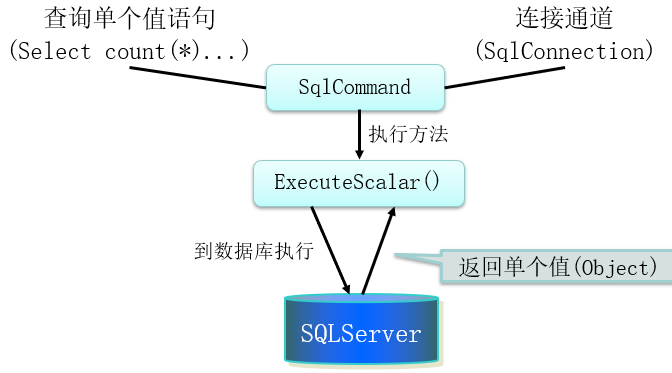 查询单个值语句
(Select count(*)...)
连接通道
(SqlConnection)
SqlCommand
执行方法
ExecuteScalar()
到数据库执行
返回单个值(Object)
SQLServer